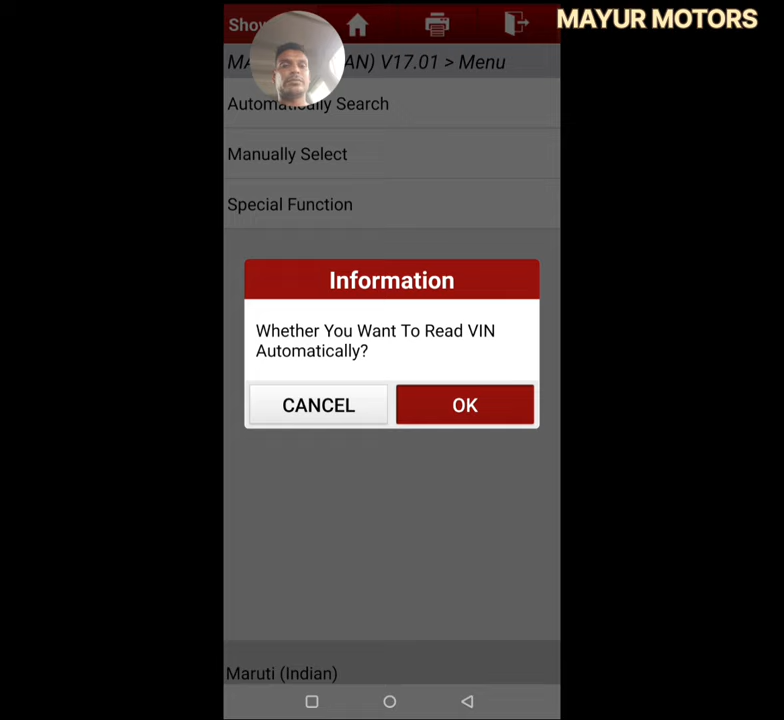 MAYUR MOTORS
Show
MA AN) V17.01 > Menu
Automatically Search
Manually Select
Special Function
Information
Whether You Want To Read VIN
Automatically?
CANCEL OK
Maruti (Indian)